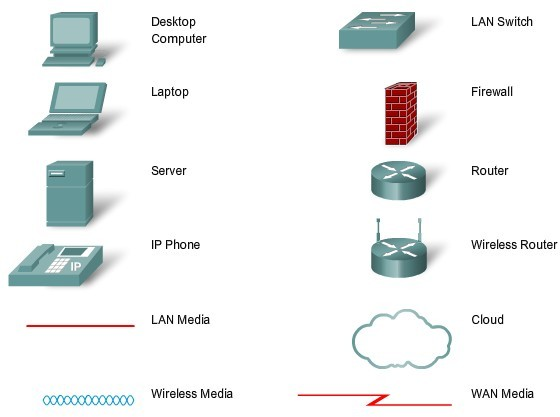 Desktop
Computer
LAN Switch
Laptop
Firewall
Server
Router
IP Phone
IP
Wireless Router
LAN Media
Cloud
Wireless Media
WAN Media